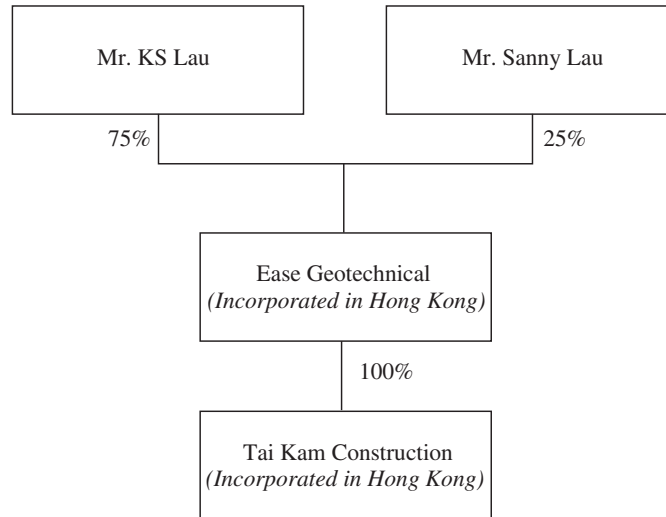 Mr. KS Lau
Mr. Sanny Lau
75%
25%
Ease Geotechnical
(Incorporated in Hong Kong)
100%
Tai Kam Construction
(Incorporated in Hong Kong)